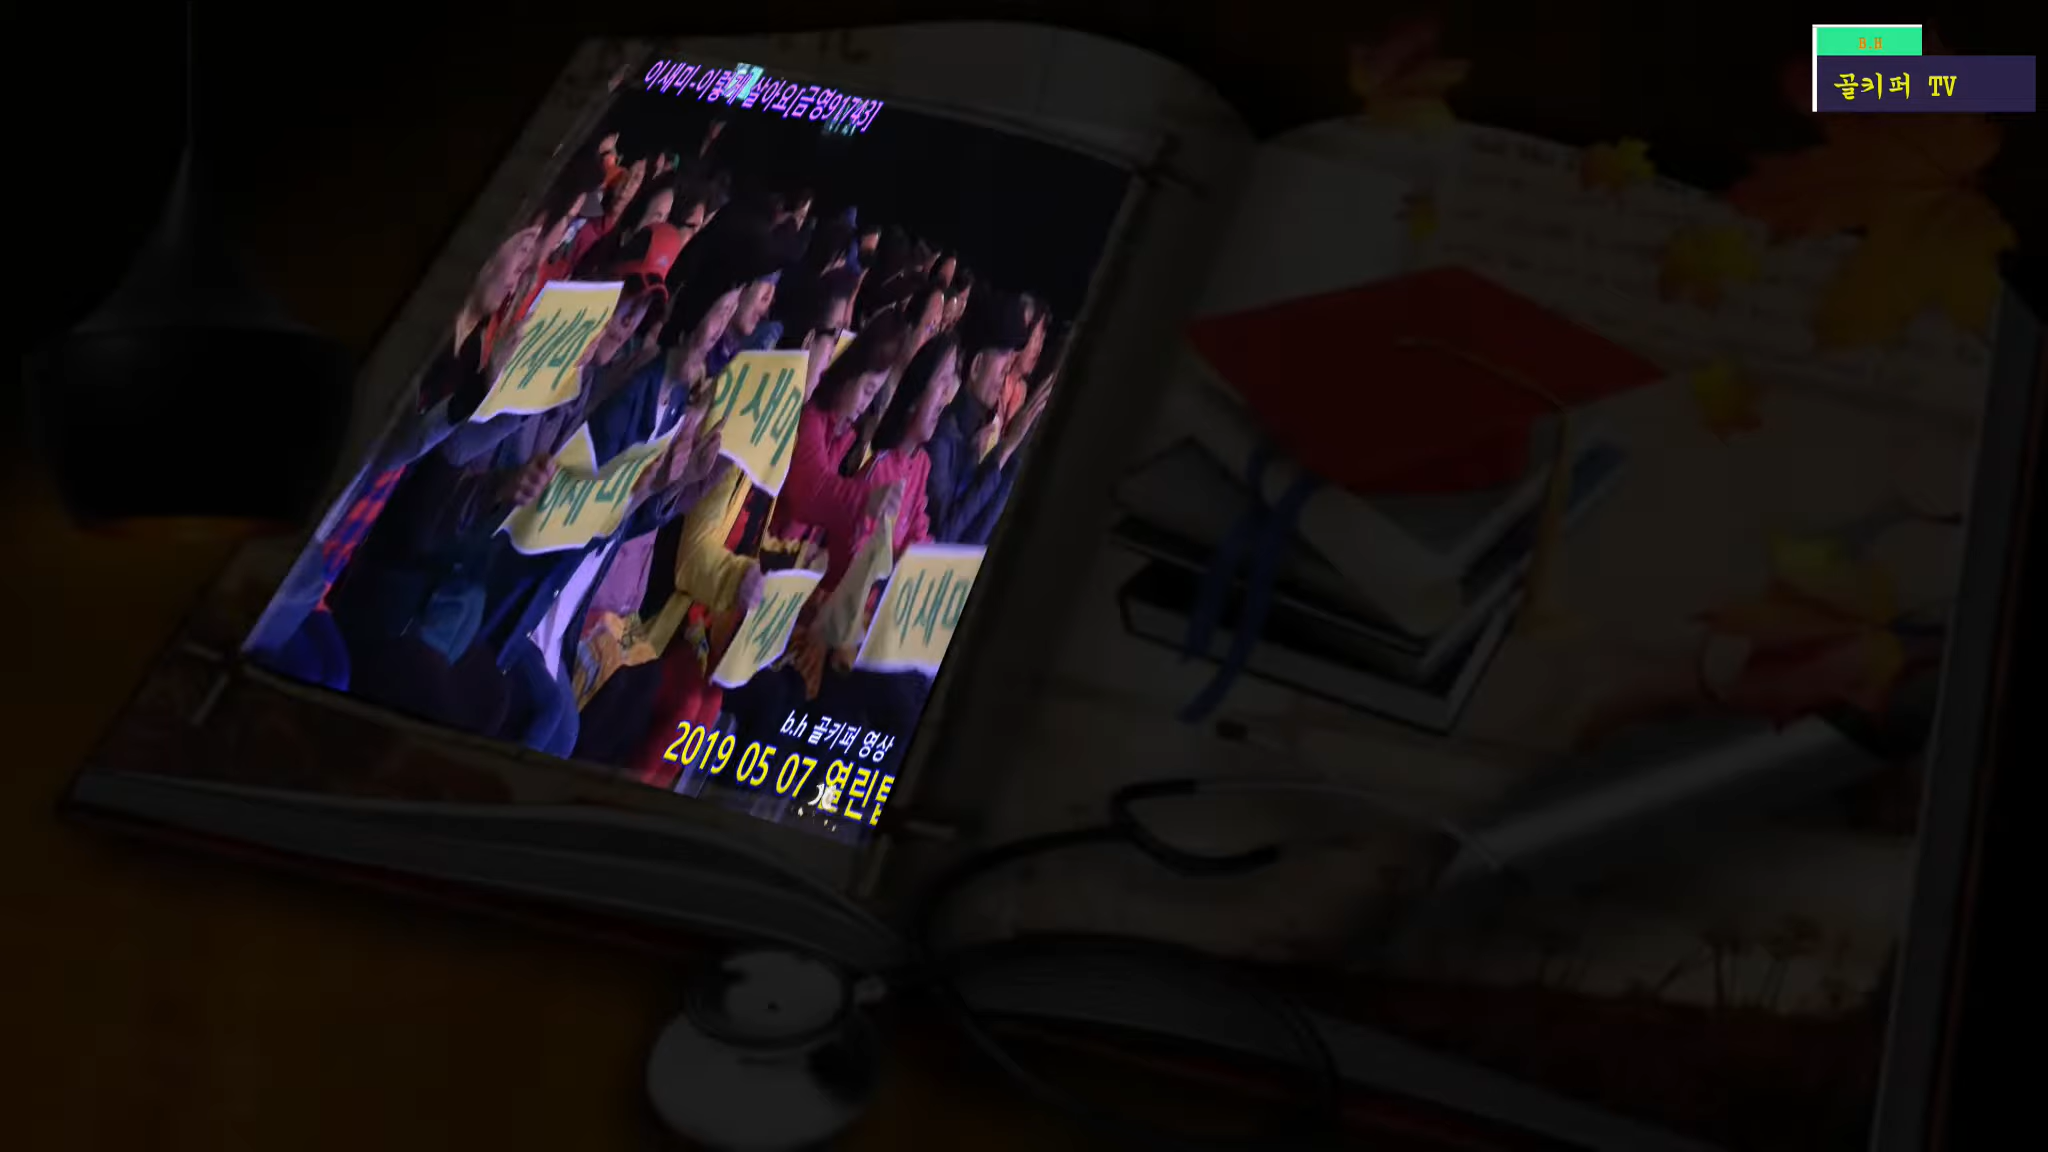 이새미-이렇게 살아요[금영91743]
B.H
골키퍼 TV
이세미
이새미
이새미
이새
이새미
b.h 골키퍼 영상
2019 05 07 열린